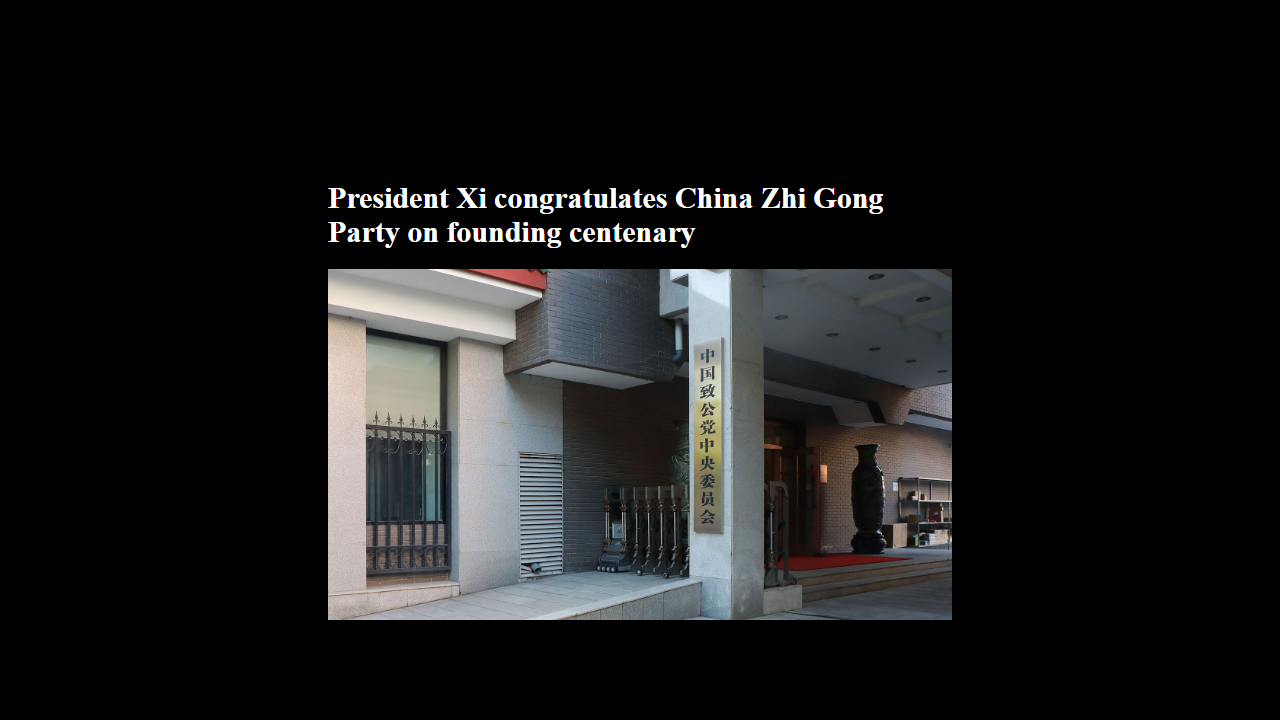 President Xi congratulates China Zhi Gong
Party on founding centenary
中国致公党中央委员会